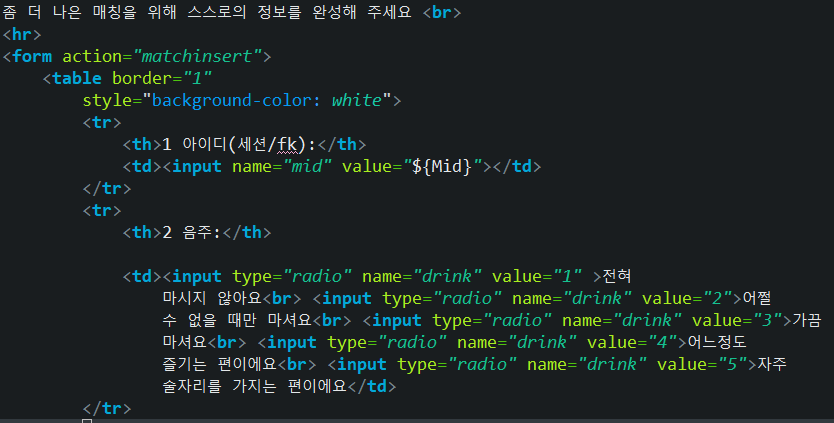 좀 더 나은 매칭을 위해 스스로의 정보를 완성해 주세요 <br>
<hr>
<form action="matchinsert">
<table border="1"
style="background-color: white">
<tr>
<th>1 아이디(세션/fk):</th>
<td><input name="mid" value="${Mid}"></td>
</tr>
<tr>
<th>2 음주:</th>
<td><input type="radio" name="drink" value="1" >전혀
마시지 않아요<br> <input type="radio" name="drink" value="2">어쩔
수 없을 때만 마셔요<br> <input type="radio" name="drink" value="3">가끔
마셔요<br> <input type="radio" name="drink" value="4">어느정도
즐기는 편이에요<br> <input type="radio" name="drink" value="5">자주
술자리를 가지는 편이에요</td>
</tr>